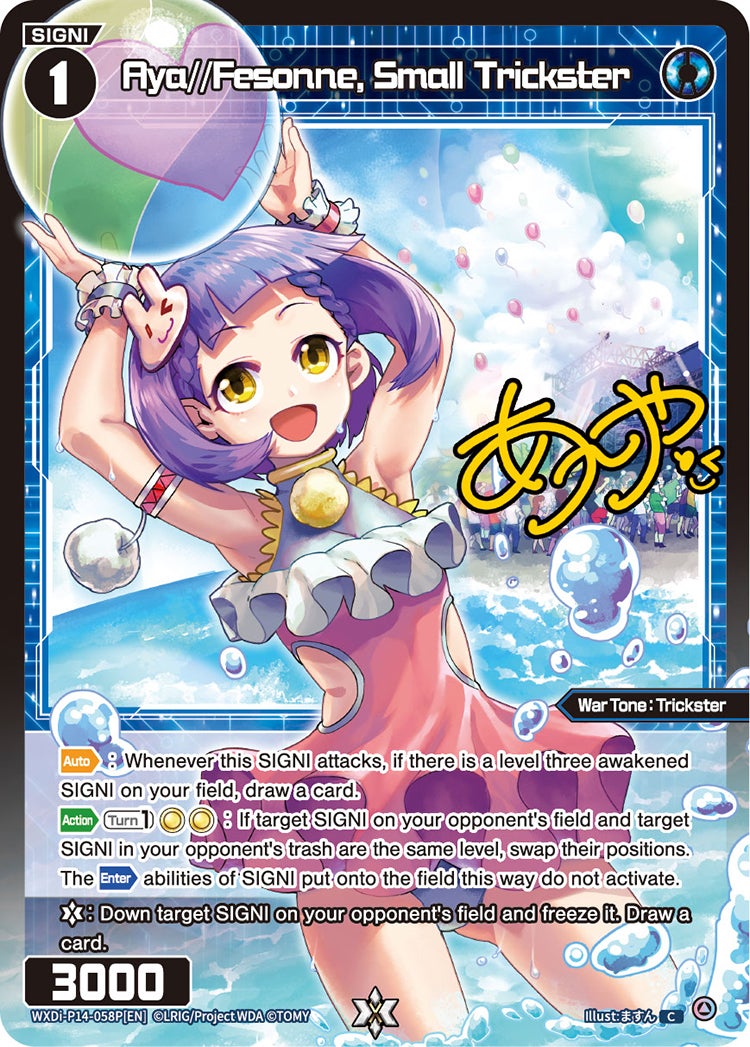 SIGNI
1
Aya//Fesonne, Small Trickster
あーや
War Tone : Trickster
Auto : Whenever this SIGNI attacks, if there is a level three awakened
SIGNI on your field, draw a card.
Action Turn 1 : If target SIGNI on your opponent's field and target
SIGNI in your opponent's trash are the same level, swap their positions.
The Enter abilities of SIGNI put onto the field this way do not activate.
: Down target SIGNI on your opponent's field and freeze it. Draw a
card.
3000
WXDi-P14-058P[EN] ©LRIG/Project WDA ©TOMY
Illust:ますん C